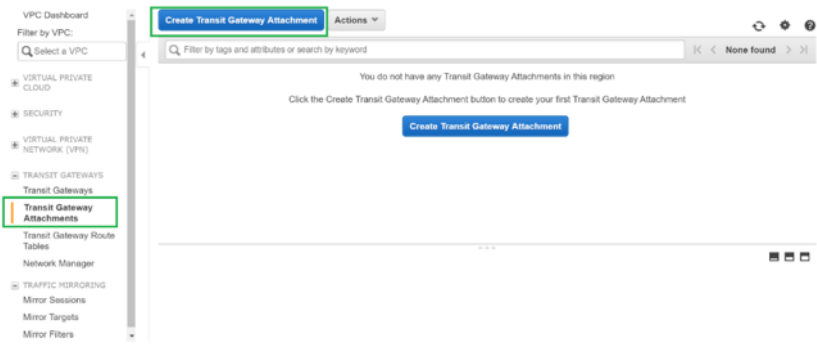 VPC Dashboard
Filter by VPC:
Select a VPC
VIRTUAL PRIVATE
CLOUD
SECURITY
VIRTUAL PRIVATE
NETWORK (VPN)
TRANSIT GATEWAYS
Transit Gateways
Transit Gateway
Attachments
Transit Gateway Route
Tables
Network Manager
TRAFFIC MIRRORING
Mirror Sessions
Mirror Targets
Mirror Filters
Create Transit Gateway Attachment
Actions
Filter by tags and attributes or search by keyword
None found
You do not have any Transit Gateway Attachments in this region
Click the Create Transit Gateway Attachment button to create your first Transit Gateway Attachment
Create Transit Gateway Attachment